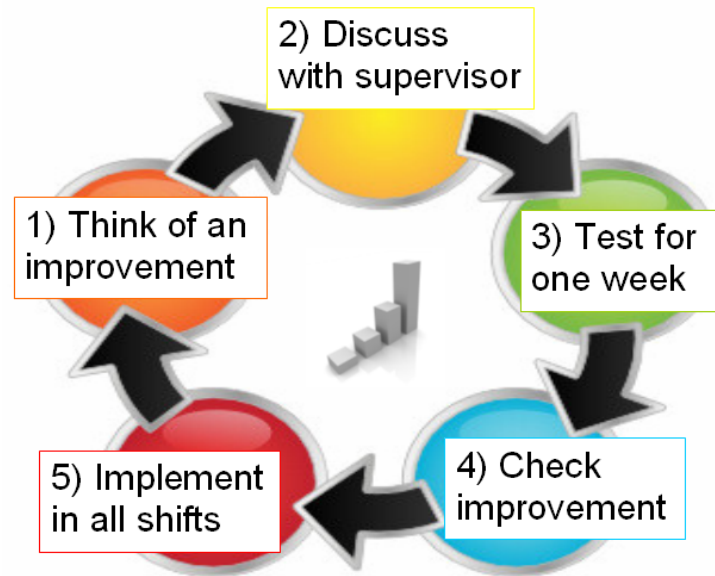 1) Think of an
improvement
2) Discuss
with supervisor
3) Test for
one week
4) Check
improvement
5) Implement
in all shifts